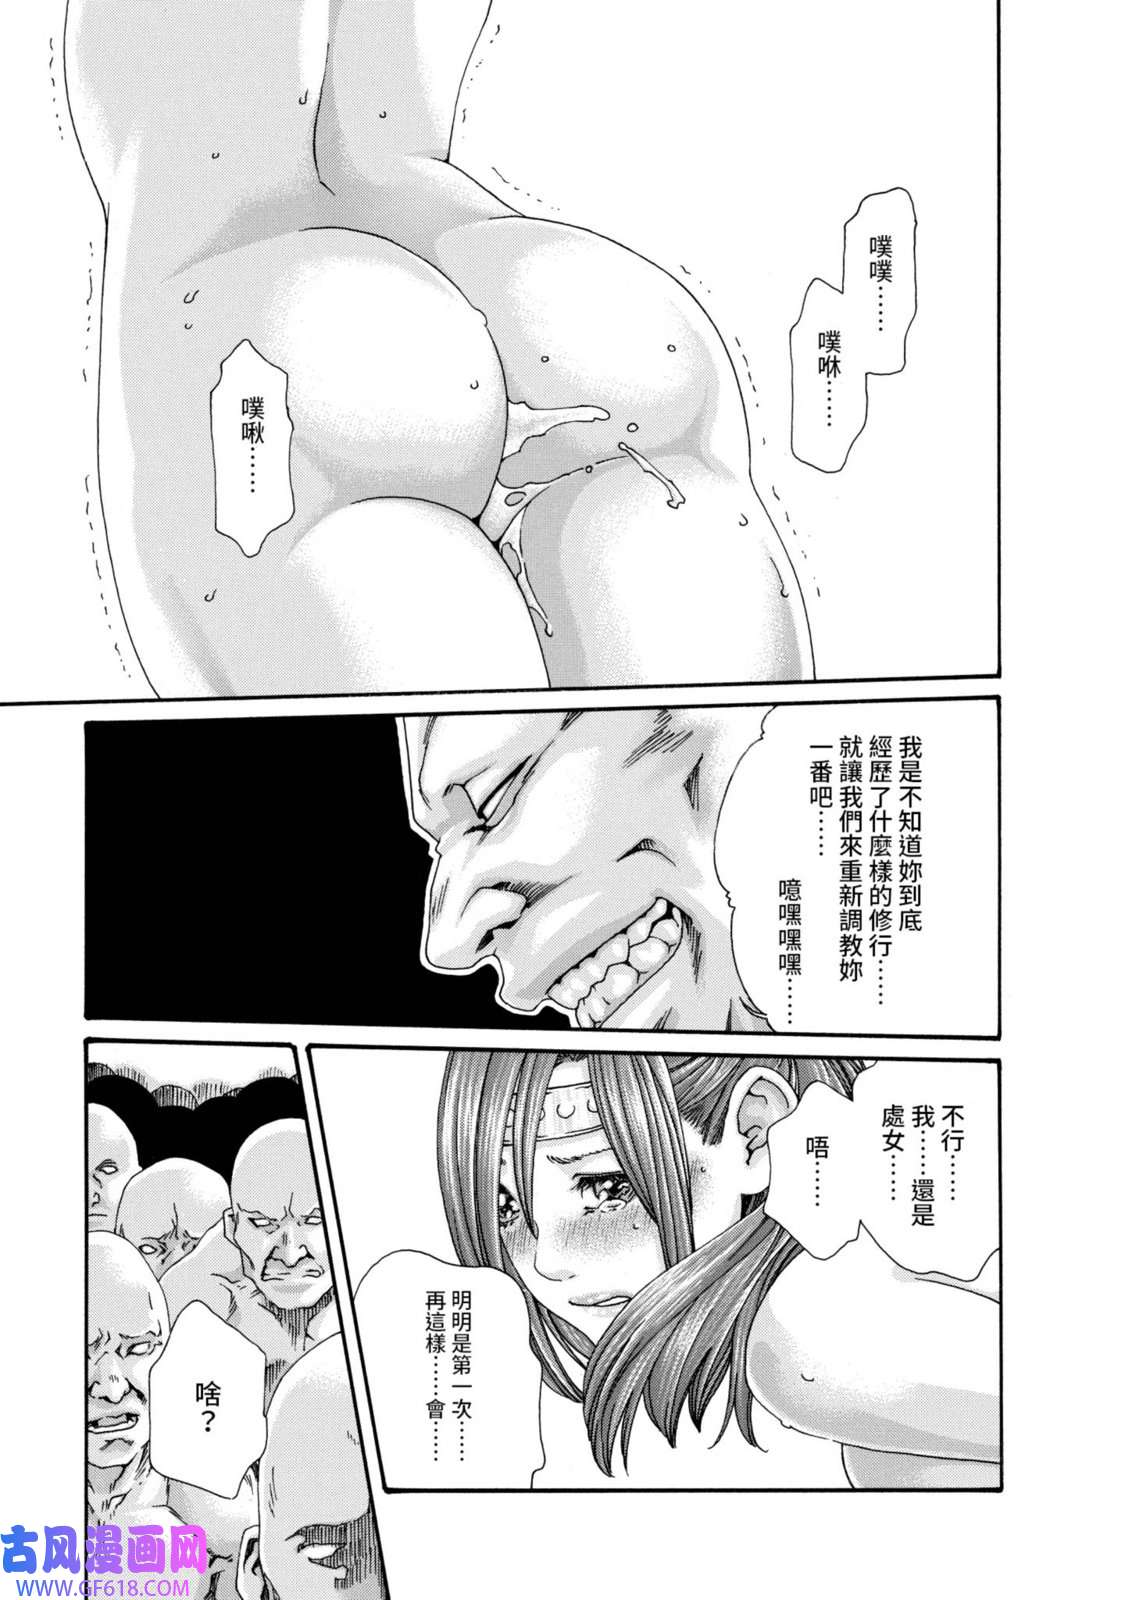 噗噗……
噗咻……
噗啾……
我是不知道妳到底
經歷了什麼樣的修行……
就讓我們來重新調教妳
一番吧……
噫嘿嘿嘿……
不行……
我……還是
處女……
唔……
明明是第一次……
再這樣……會……
啥？
古风漫画网
WWW.GF618.COM